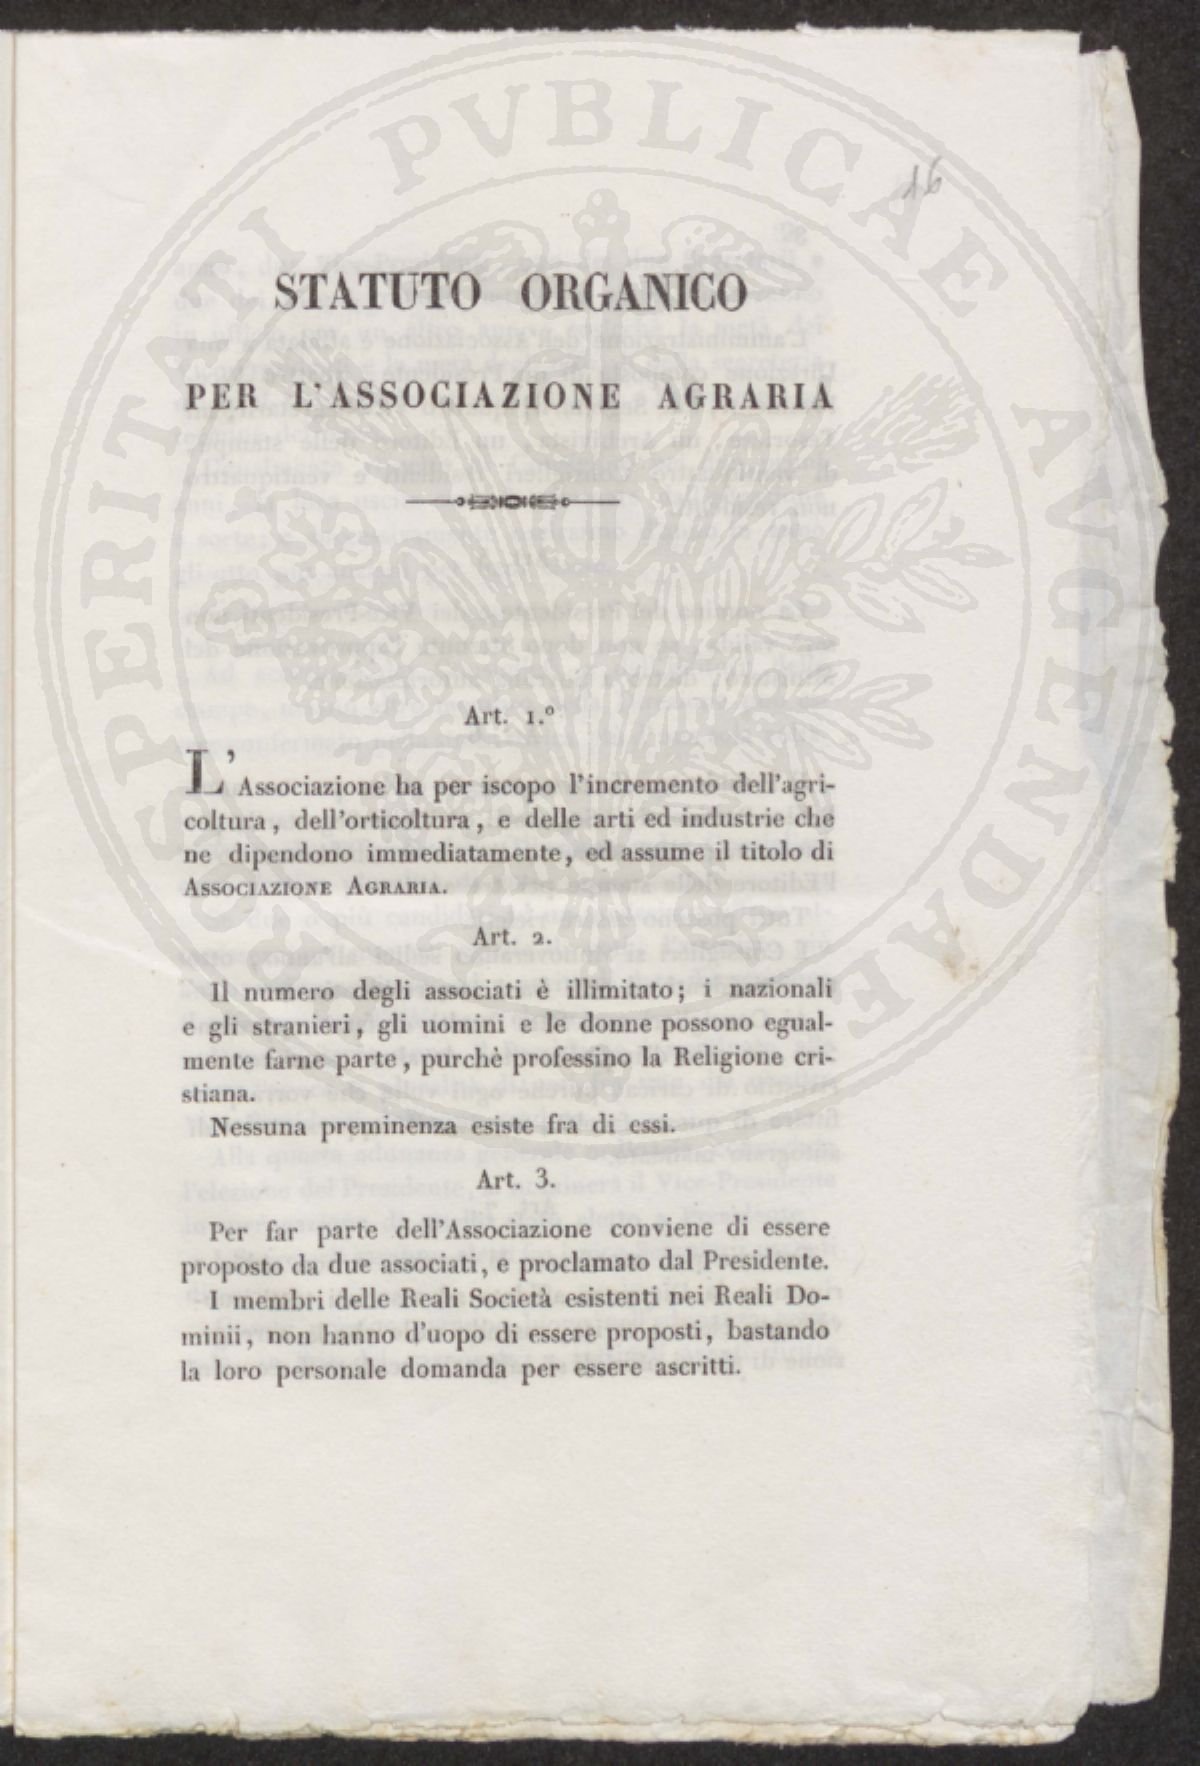 16
STATUTO ORGANICO
PER L'ASSOCIAZIONE AGRARIA
Art. 1.º
L'Associazione ha per iscopo l'incremento dell'agri-
coltura, dell'orticoltura, e delle arti ed industrie che
ne dipendono immediatamente, ed assume il titolo di
ASSOCIAZIONE AGRARIA.
Art. 2.
Il numero degli associati è illimitato; i nazionali
e gli stranieri, gli uomini e le donne possono egual-
mente farne parte, purchè professino la Religione cri-
stiana.
Nessuna preminenza esiste fra di essi.
Art. 3.
Per far parte dell'Associazione conviene di essere
proposto da due associati, e proclamato dal Presidente.
I membri delle Reali Società esistenti nei Reali Do-
minii, non hanno d'uopo di essere proposti, bastando
la loro personale domanda per essere ascritti.
PROSPERITATI PVBLICAE AVGENDAE